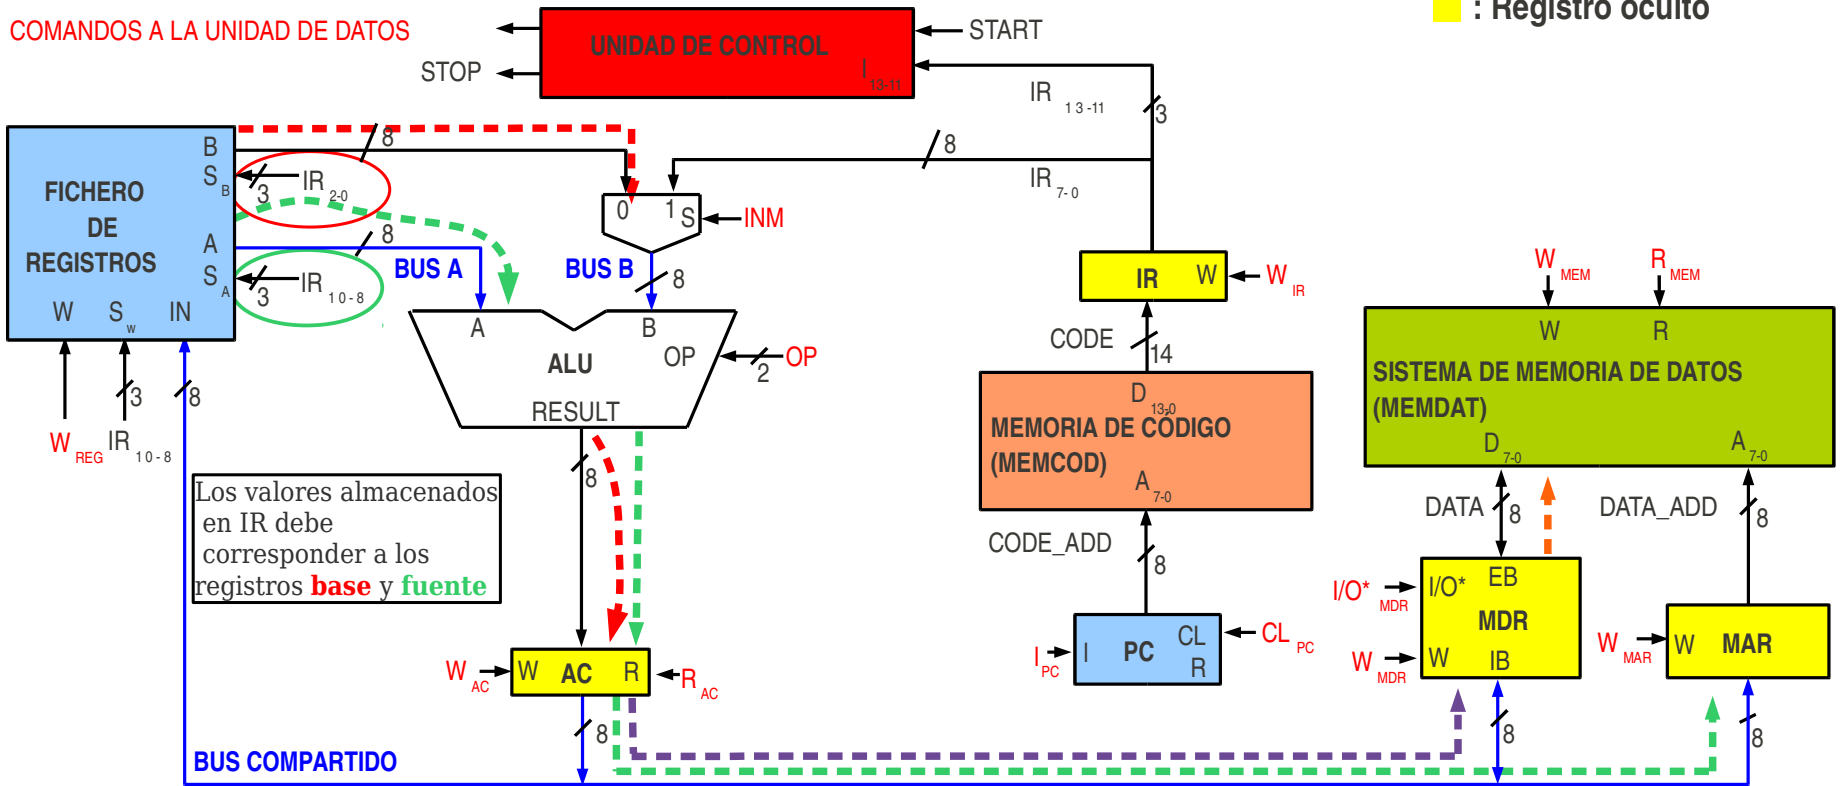 : Registro oculto
COMANDOS A LA UNIDAD DE DATOS
STOP
UNIDAD DE CONTROL
I 13-11
START
IR 13-11
3
8
IR 7-0
FICHERO
DE
REGISTROS
B
S B
A
S A
W
S w
IN
8
3
IR 2-0
8
3
IR 10-8
BUS A
BUS B
0
1
S
INM
8
A
B
OP
ALU
RESULT
2
OP
IR
W
W IR
CODE
14
D 13-0
MEMORIA DE CÓDIGO
(MEMCOD)
A 7-0
CODE_ADD
8
I PC
I
PC
CL
R
CL PC
W MEM
R MEM
W
R
SISTEMA DE MEMORIA DE DATOS
(MEMDAT)
D 7-0
A 7-0
DATA
8
DATA_ADD
8
I/O* MDR
I/O*
EB
MDR
W MDR
W
IB
W MAR
W
MAR
8
8
W REG
IR 10-8
3
8
Los valores almacenados
en IR debe
corresponder a los
registros base y fuente
8
W AC
W
AC
R
R AC
8
BUS COMPARTIDO